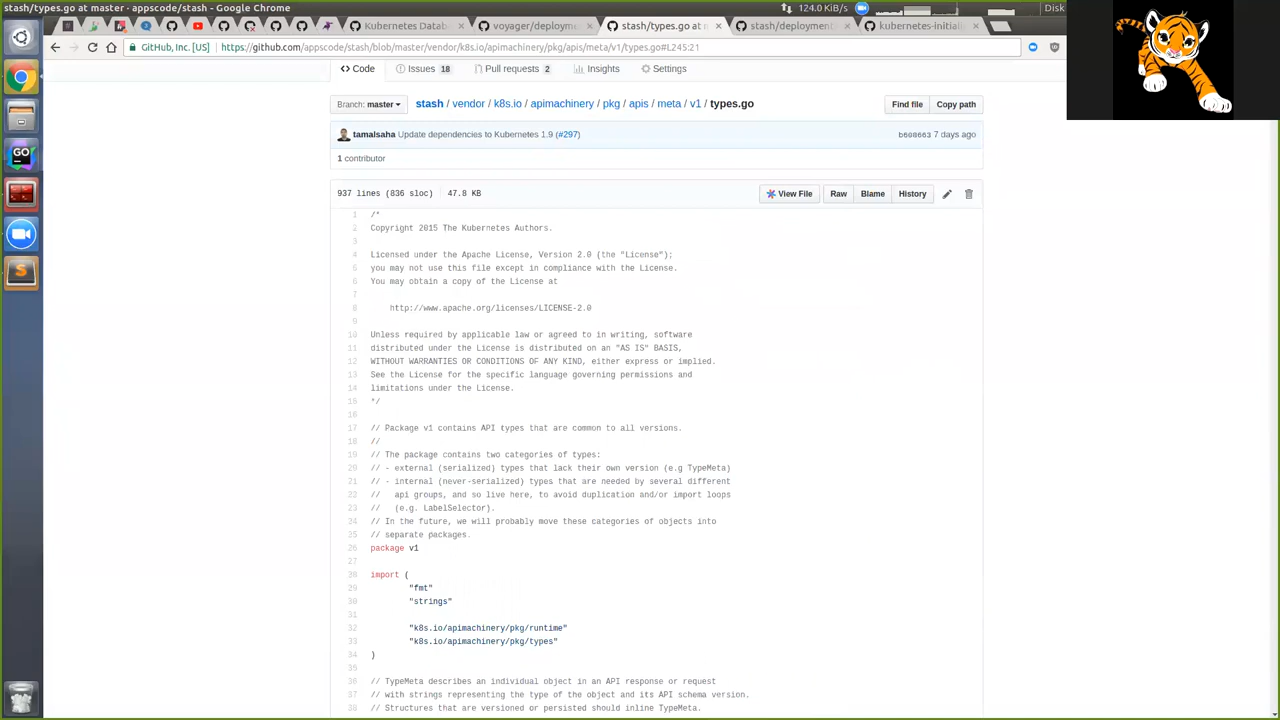 stash/types.go at master · appscode/stash - Google Chrome
124.0 KiB/s
Disk
Kubernetes Datab
voyager/deployme
stash/types.go at mas
stash/deployment
kubernetes-initial
GitHub, Inc. [US]
https://github.com/appscode/stash/blob/master/vendor/k8s.io/apimachinery/pkg/apis/meta/v1/types.go#L245:21
Code
Issues 18
Pull requests 2
Insights
Settings
Branch: master
stash / vendor / k8s.io / apimachinery / pkg / apis / meta / v1 / types.go
Find file
Copy path
tamalsaha Update dependencies to Kubernetes 1.9 (#297)
b608663 7 days ago
1 contributor
937 lines (836 sloc) 47.8 KB
View File
Raw
Blame
History
1 /*
2 Copyright 2015 The Kubernetes Authors.
3
4 Licensed under the Apache License, Version 2.0 (the "License");
5 you may not use this file except in compliance with the License.
6 You may obtain a copy of the License at
7
8 http://www.apache.org/licenses/LICENSE-2.0
9
10 Unless required by applicable law or agreed to in writing, software
11 distributed under the License is distributed on an "AS IS" BASIS,
12 WITHOUT WARRANTIES OR CONDITIONS OF ANY KIND, either express or implied.
13 See the License for the specific language governing permissions and
14 limitations under the License.
15 */
16
17 // Package v1 contains API types that are common to all versions.
18 //
19 // The package contains two categories of types:
20 // - external (serialized) types that lack their own version (e.g TypeMeta)
21 // - internal (never-serialized) types that are needed by several different
22 // api groups, and so live here, to avoid duplication and/or import loops
23 // (e.g. LabelSelector).
24 // In the future, we will probably move these categories of objects into
25 // separate packages.
26 package v1
27
28 import (
29 "fmt"
30 "strings"
31
32 "k8s.io/apimachinery/pkg/runtime"
33 "k8s.io/apimachinery/pkg/types"
34 )
35
36 // TypeMeta describes an individual object in an API response or request
37 // with strings representing the type of the object and its API schema version.
38 // Structures that are versioned or persisted should inline TypeMeta.